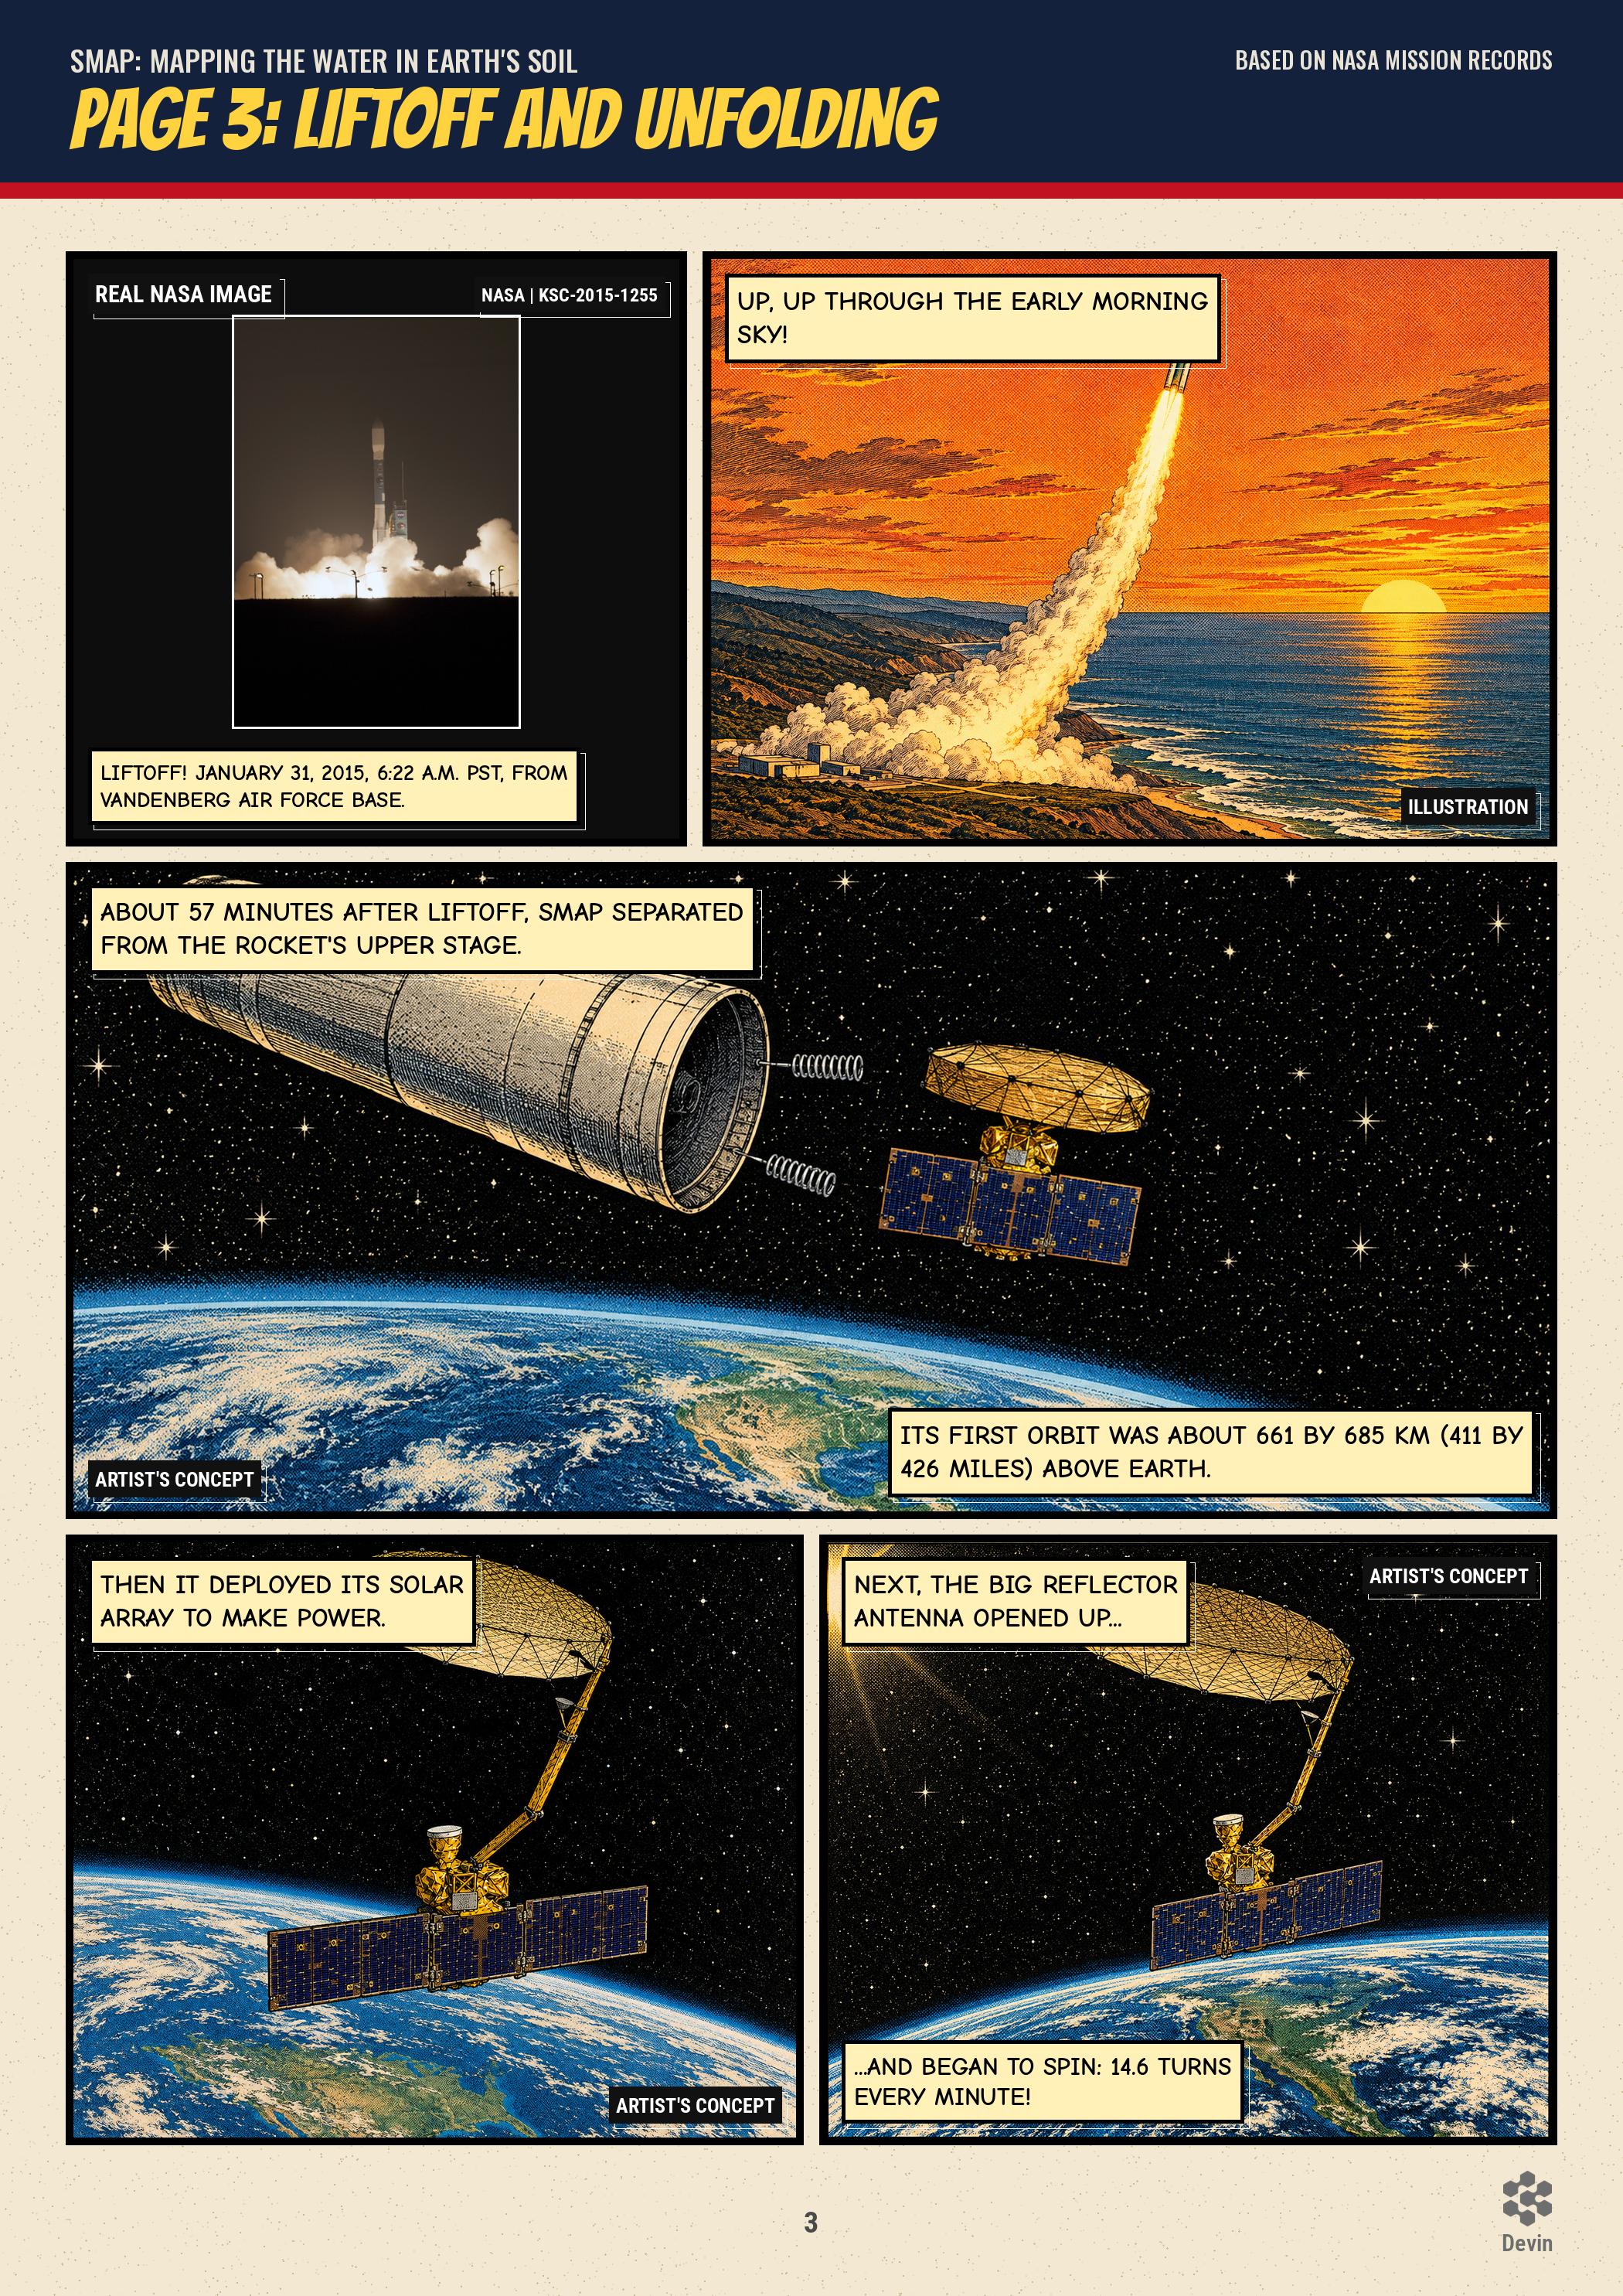 SMAP: MAPPING THE WATER IN EARTH'S SOIL
BASED ON NASA MISSION RECORDS
PAGE 3: LIFTOFF AND UNFOLDING
REAL NASA IMAGE
NASA | KSC-2015-1255
LIFTOFF! JANUARY 31, 2015, 6:22 A.M. PST, FROM
VANDENBERG AIR FORCE BASE.
UP, UP THROUGH THE EARLY MORNING
SKY!
ILLUSTRATION
ABOUT 57 MINUTES AFTER LIFTOFF, SMAP SEPARATED
FROM THE ROCKET'S UPPER STAGE.
ITS FIRST ORBIT WAS ABOUT 661 BY 685 KM (411 BY
426 MILES) ABOVE EARTH.
ARTIST'S CONCEPT
THEN IT DEPLOYED ITS SOLAR
ARRAY TO MAKE POWER.
ARTIST'S CONCEPT
NEXT, THE BIG REFLECTOR
ANTENNA OPENED UP...
ARTIST'S CONCEPT
...AND BEGAN TO SPIN: 14.6 TURNS
EVERY MINUTE!
3
Devin